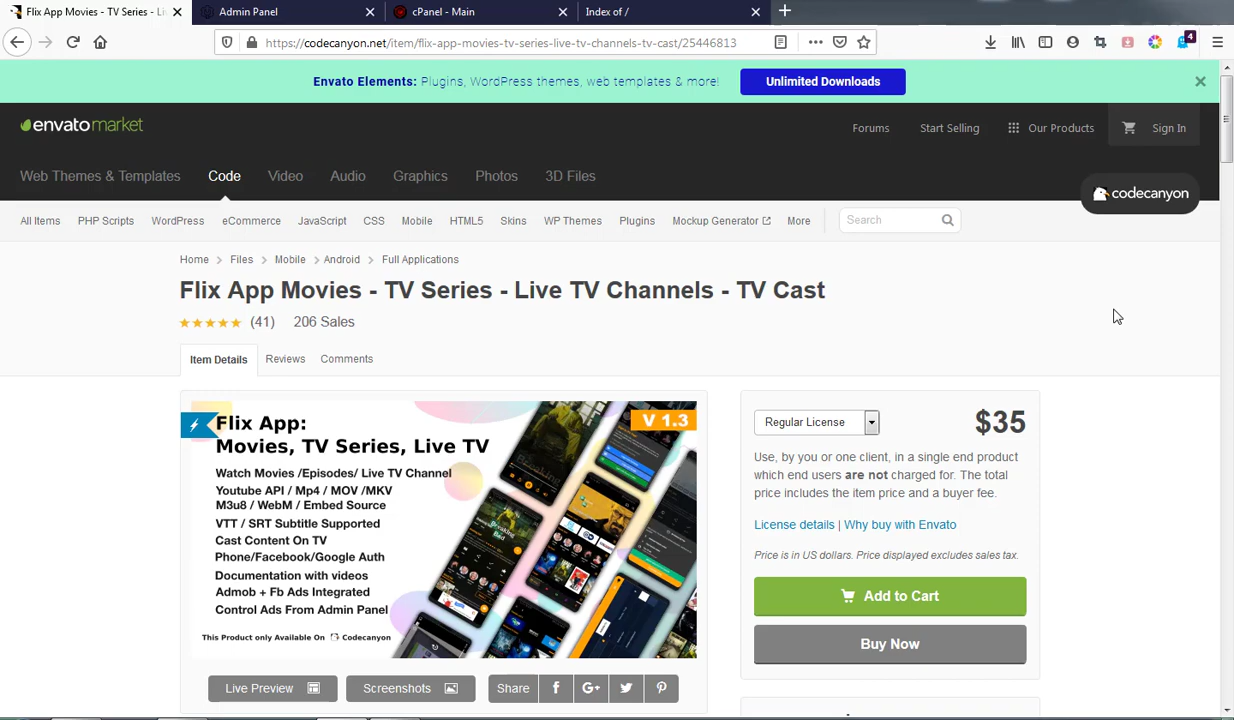 Flix App Movies - TV Series - Li
Admin Panel
cPanel - Main
Index of /
https://codecanyon.net/item/flix-app-movies-tv-series-live-tv-channels-tv-cast/25446813
4
Envato Elements: Plugins, WordPress themes, web templates & more!
Unlimited Downloads
envatomarket
Forums
Start Selling
Our Products
Sign In
Web Themes & Templates
Code
Video
Audio
Graphics
Photos
3D Files
codecanyon
All Items
PHP Scripts
WordPress
eCommerce
JavaScript
CSS
Mobile
HTML5
Skins
WP Themes
Plugins
Mockup Generator
More
Search
Home
Files
Mobile
Android
Full Applications
Flix App Movies - TV Series - Live TV Channels - TV Cast
(41)
206 Sales
Item Details
Reviews
Comments
Flix App:
V 1.3
Movies, TV Series, Live TV
Watch Movies /Episodes/ Live TV Channel
Youtube API / Mp4 / MOV /MKV
M3u8 / WebM / Embed Source
VTT / SRT Subtitle Supported
Cast Content On TV
Phone/Facebook/Google Auth
Documentation with videos
Admob + Fb Ads Integrated
Control Ads From Admin Panel
This Product only Available On Codecanyon
Live Preview
Screenshots
Share
f
G+
Regular License
$35
Use, by you or one client, in a single end product
which end users are not charged for. The total
price includes the item price and a buyer fee.
License details | Why buy with Envato
Price is in US dollars. Price displayed excludes sales tax.
Add to Cart
Buy Now